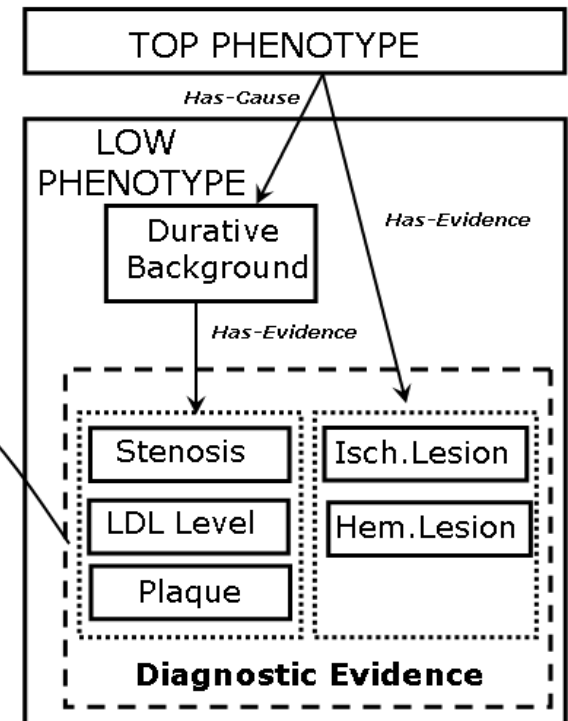 TOP PHENOTYPE
Has-Cause
LOW
PHENOTYPE
Has-Evidence
Durative
Background
Has-Evidence
Stenosis
Isch.Lesion
LDL Level
Hem.Lesion
Plaque
Diagnostic Evidence